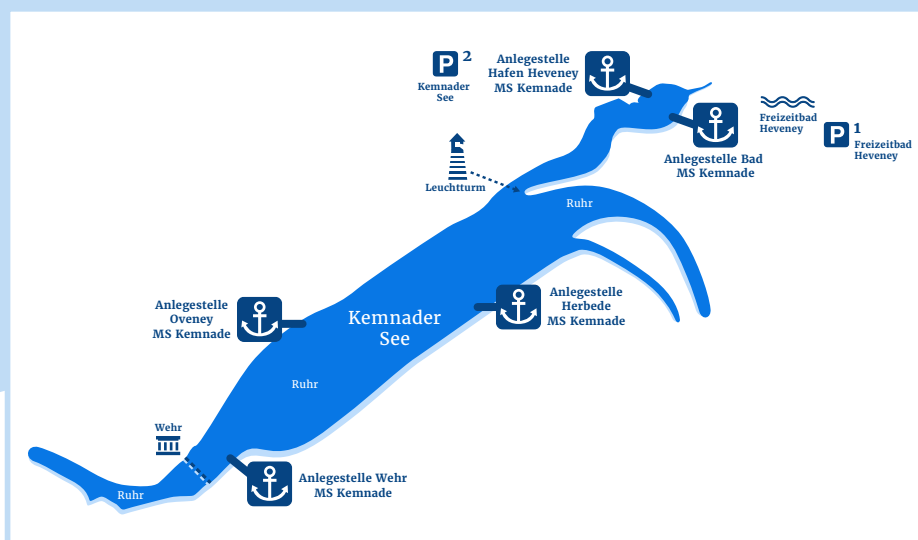 P 2
Kemnader
See
Anlegestelle
Hafen Heveney
MS Kemnade
Freizeitbad
Heveney
P 1
Freizeitbad
Heveney
Anlegestelle Bad
MS Kemnade
Leuchtturm
Ruhr
Anlegestelle
Oveney
MS Kemnade
Kemnader
See
Anlegestelle
Herbede
MS Kemnade
Ruhr
Wehr
Anlegestelle Wehr
MS Kemnade
Ruhr